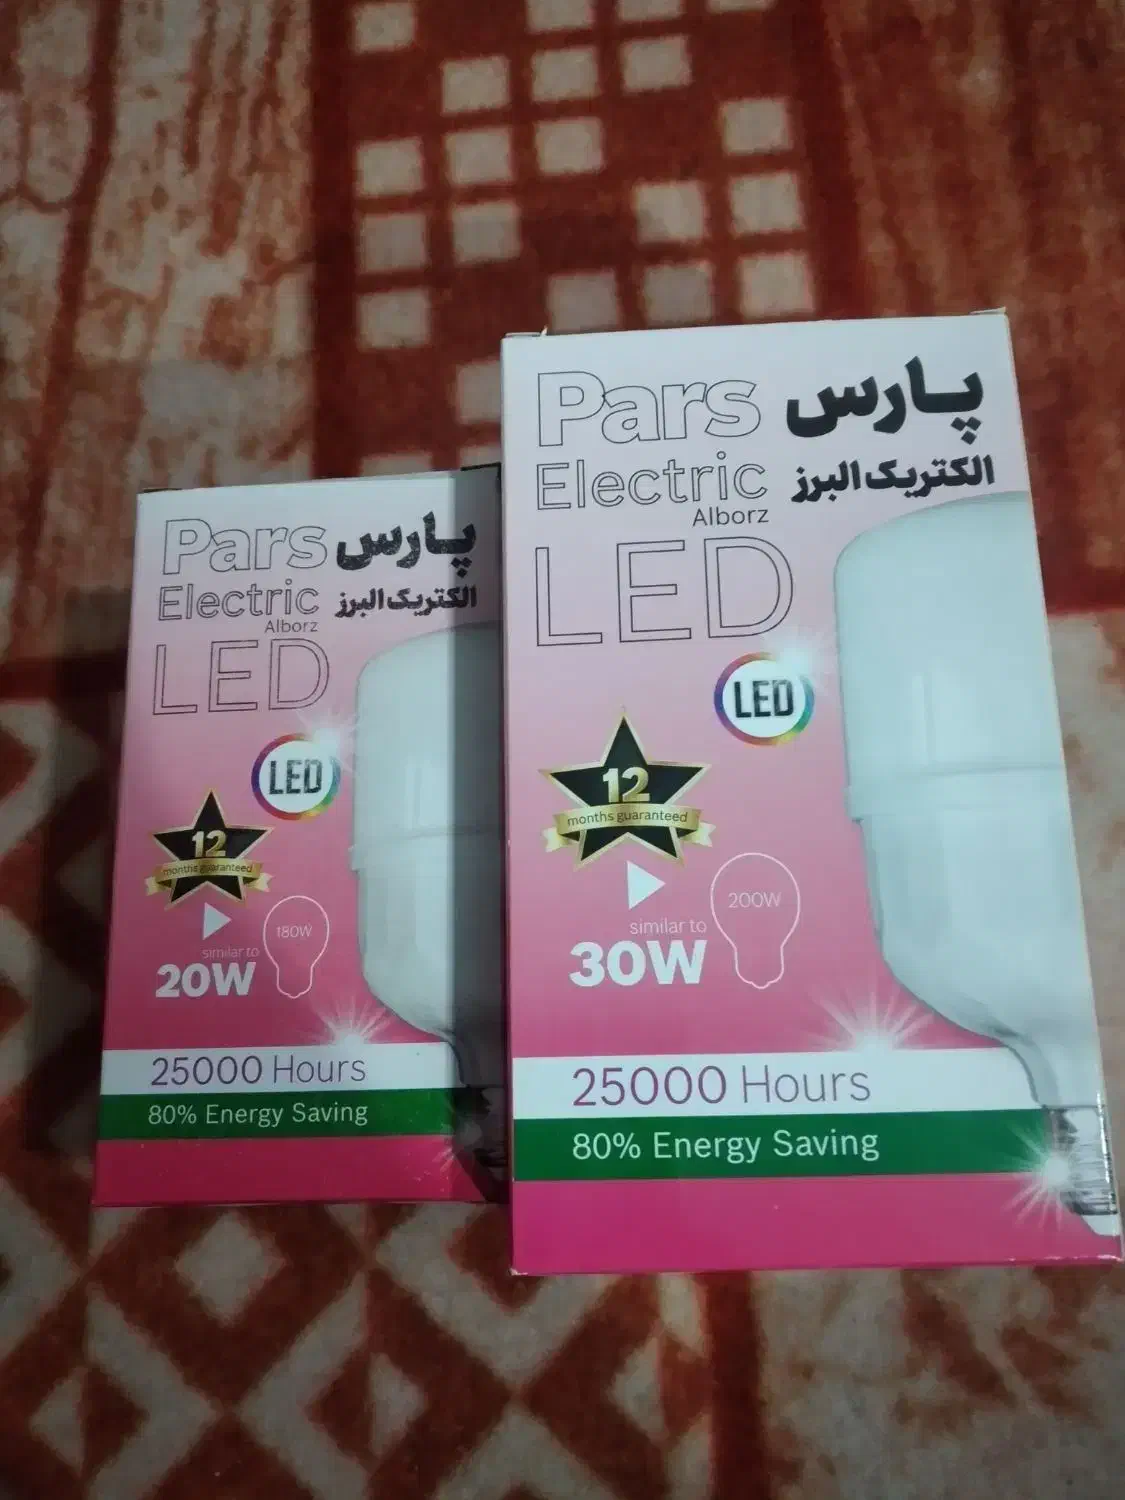 Pars پارس
Electric الکتریک البرز
Alborz
LED
LED
12
months guaranteed
180W
similar to
20W
25000 Hours
80% Energy Saving
Pars پارس
Electric الکتریک البرز
Alborz
LED
LED
12
months guaranteed
200W
similar to
30W
25000 Hours
80% Energy Saving